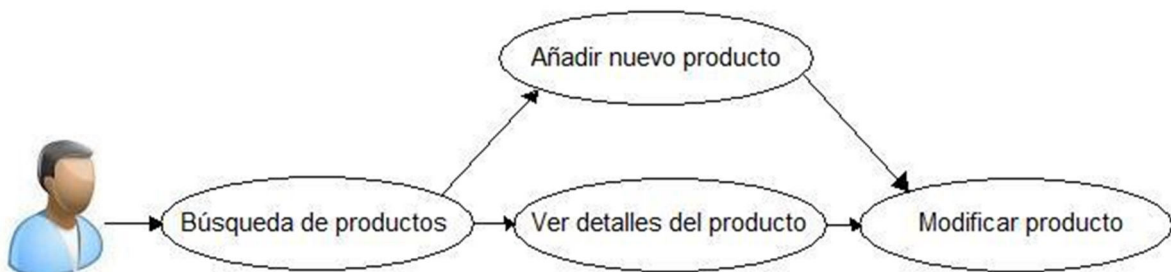 Añadir nuevo producto
Búsqueda de productos
Ver detalles del producto
Modificar producto